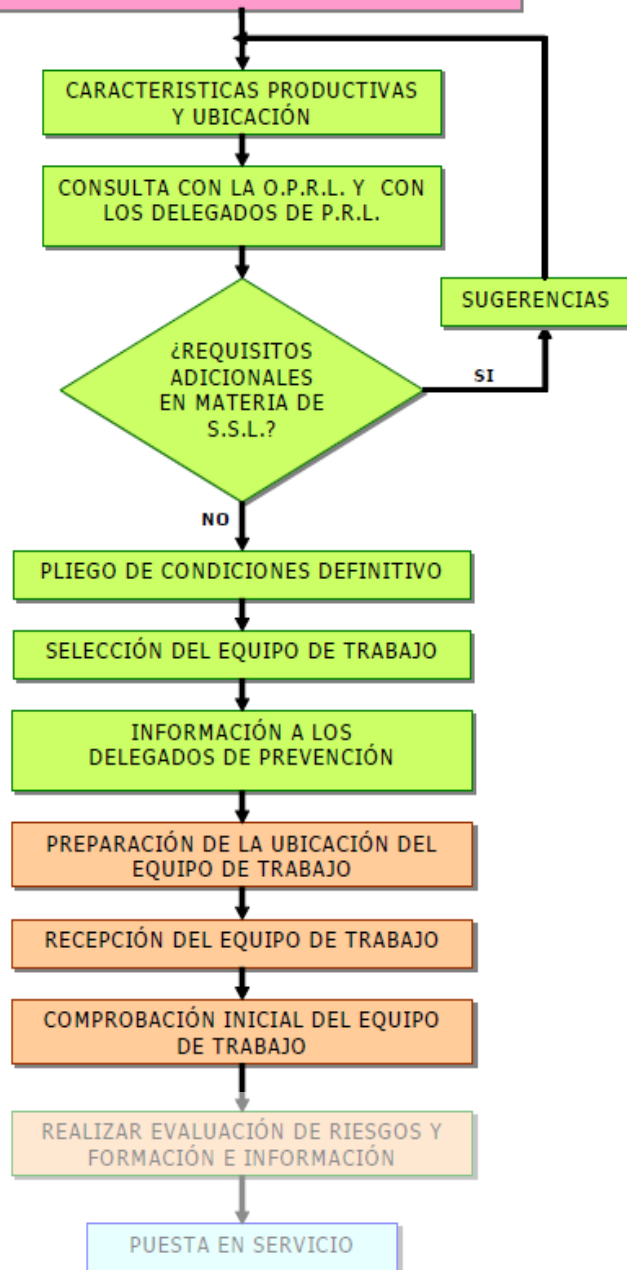 CARACTERISTICAS PRODUCTIVAS
Y UBICACIÓN
CONSULTA CON LA O.P.R.L. Y CON
LOS DELEGADOS DE P.R.L.
SUGERENCIAS
¿REQUISITOS
ADICIONALES
EN MATERIA DE
S.S.L.?
SI
NO
PLIEGO DE CONDICIONES DEFINITIVO
SELECCIÓN DEL EQUIPO DE TRABAJO
INFORMACIÓN A LOS
DELEGADOS DE PREVENCIÓN
PREPARACIÓN DE LA UBICACIÓN DEL
EQUIPO DE TRABAJO
RECEPCIÓN DEL EQUIPO DE TRABAJO
COMPROBACIÓN INICIAL DEL EQUIPO
DE TRABAJO
REALIZAR EVALUACIÓN DE RIESGOS Y
FORMACIÓN E INFORMACIÓN
PUESTA EN SERVICIO